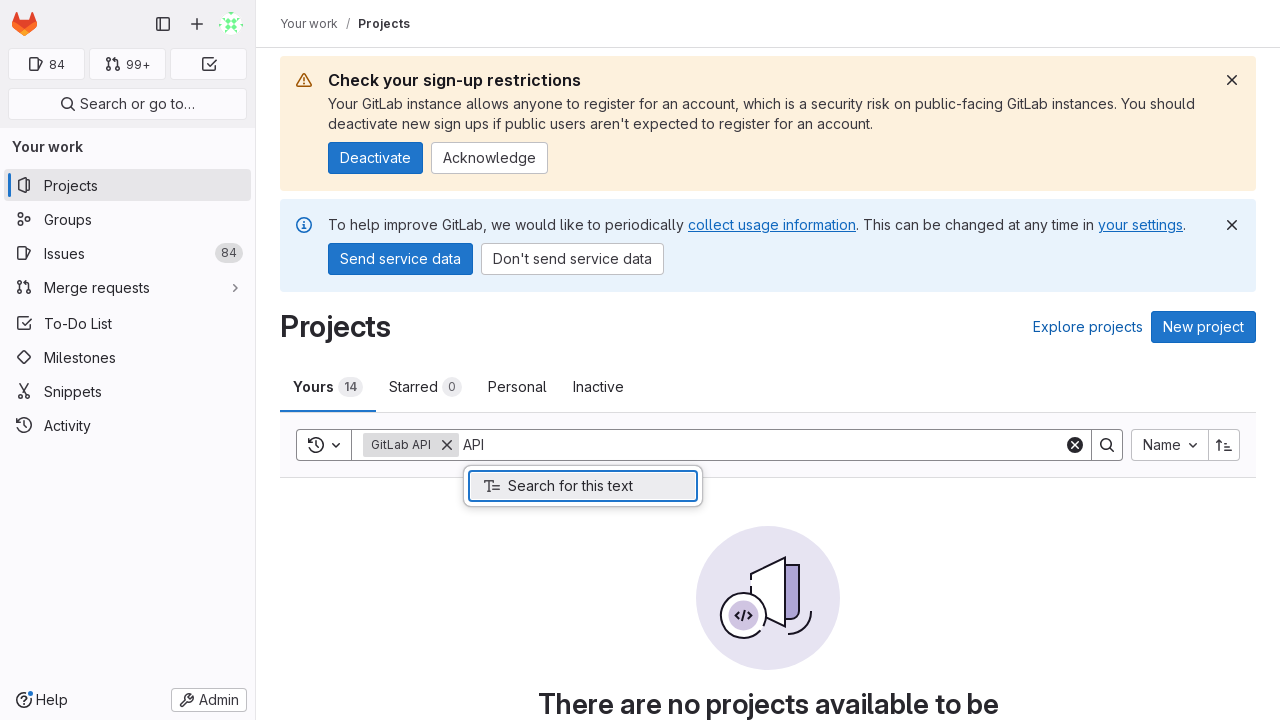 Your work / Projects
84
99+
Search or go to…
Your work
Projects
Groups
Issues 84
Merge requests
To-Do List
Milestones
Snippets
Activity
Help
Admin
Check your sign-up restrictions
Your GitLab instance allows anyone to register for an account, which is a security risk on public-facing GitLab instances. You should
deactivate new sign ups if public users aren't expected to register for an account.
Deactivate
Acknowledge
To help improve GitLab, we would like to periodically collect usage information. This can be changed at any time in your settings.
Send service data
Don't send service data
Projects
Explore projects
New project
Yours 14
Starred 0
Personal
Inactive
GitLab API
API
Name
Search for this text
There are no projects available to be